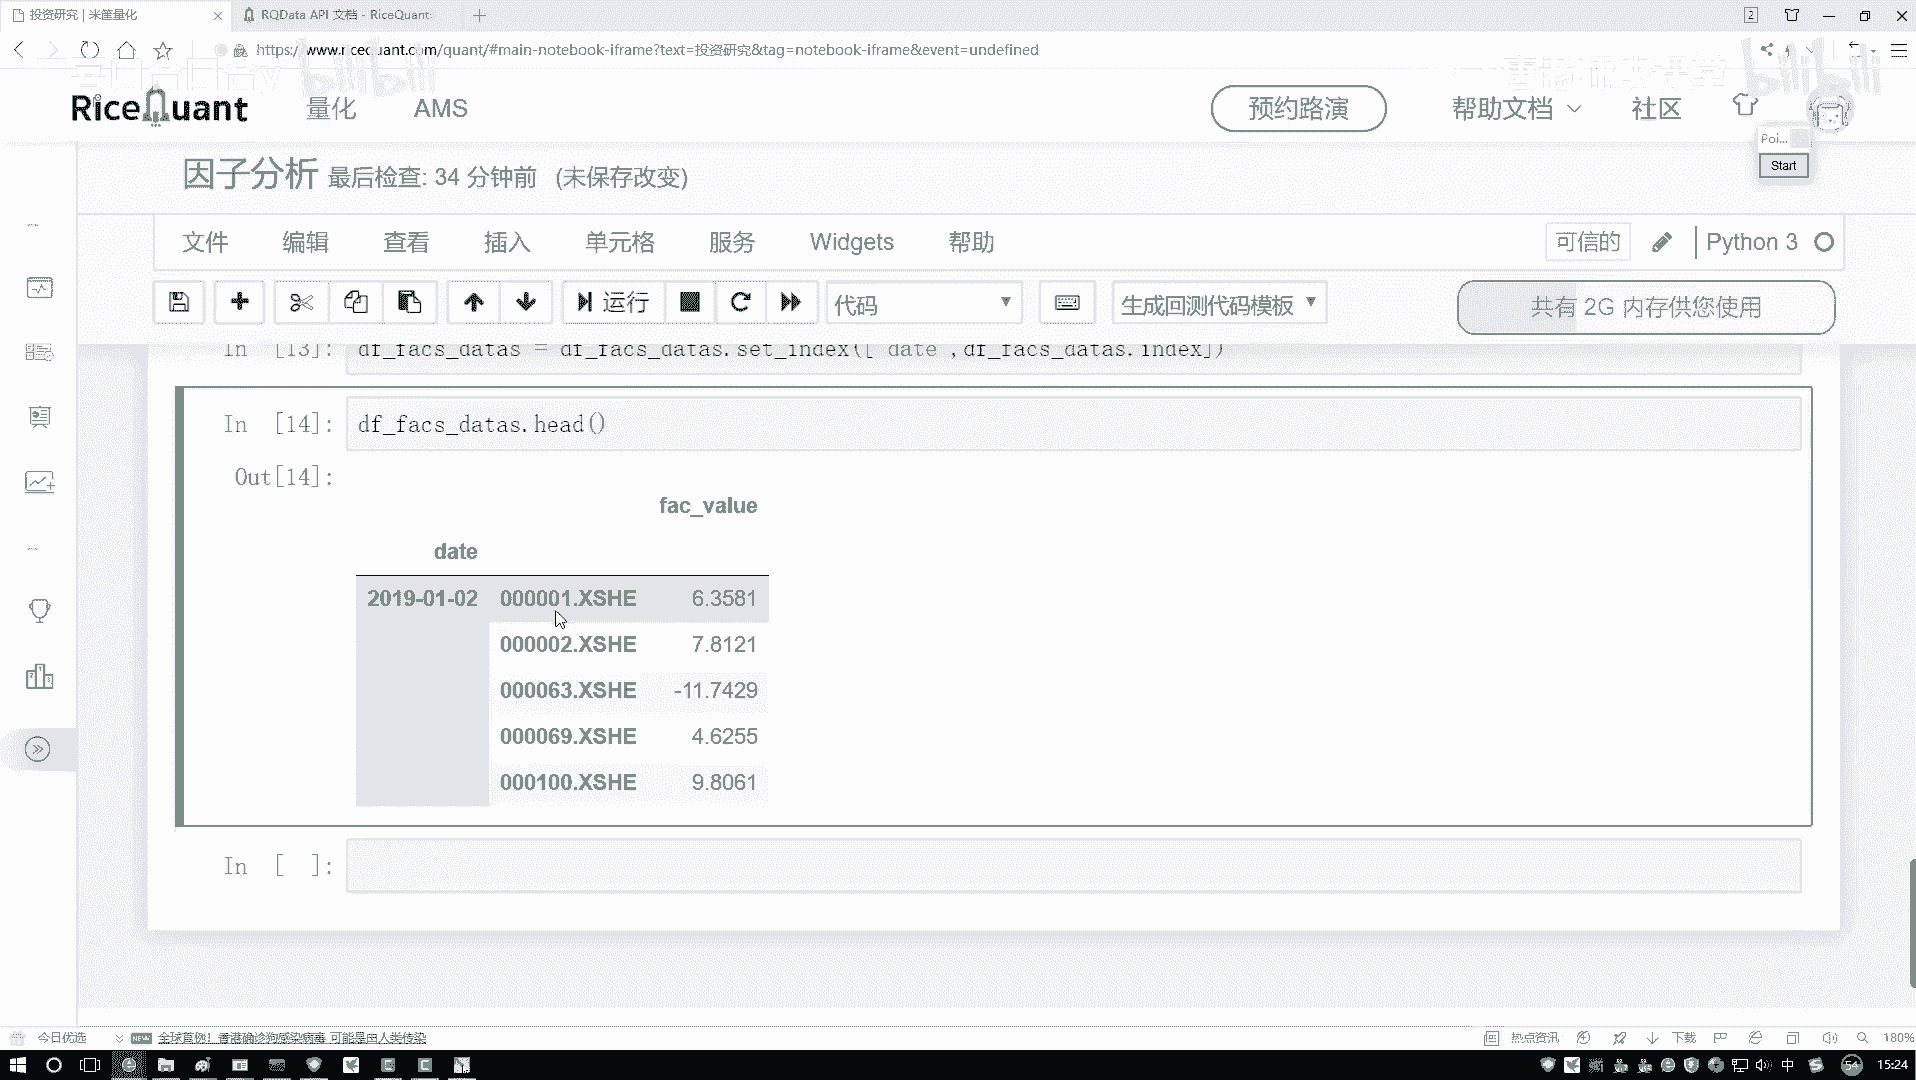 投资研究 | 米筐量化
RQData API 文档 - RiceQuant
2
https://www.ricequant.com/quant/#main-notebook-iframe?text=投资研究&tag=notebook-iframe&event=undefined
RiceQuant
量化
AMS
预约路演
帮助文档
社区
bilibili
Poi...
Start
因子分析 最后检查: 34 分钟前 (未保存改变)
文件 编辑 查看 插入 单元格 服务 Widgets 帮助
可信的
Python 3
运行
代码
生成回测代码模板
共有 2G 内存供您使用
In [13]: df_facs_datas = df_facs_datas.set_index(['date',df_facs_datas.index])
In [14]: df_facs_datas.head()
Out[14]:
fac_value
date
2019-01-02 000001.XSHE 6.3581
000002.XSHE 7.8121
000063.XSHE -11.7429
000069.XSHE 4.6255
000100.XSHE 9.8061
In [ ]:
今日优选
NEW
全球首例！香港确诊狗感染病毒 可能是由人类传染
热点资讯
下载
180%
中
54
15:24